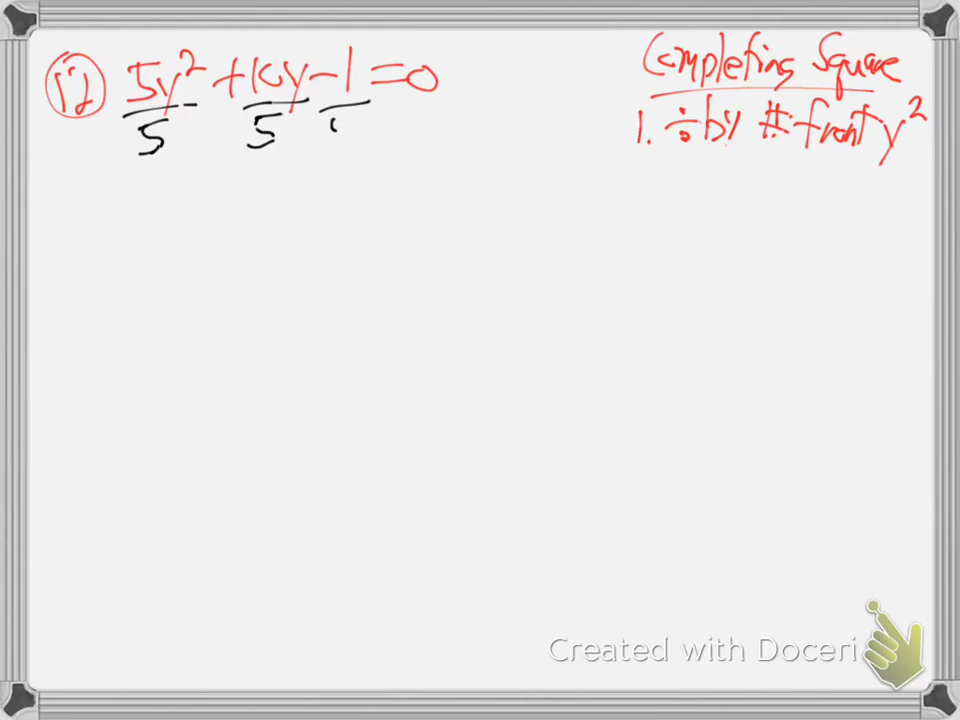 12 5y² + 10y - 1 = 0
5 5
Completing Square
1. ÷ by # front y²
Created with Doceri